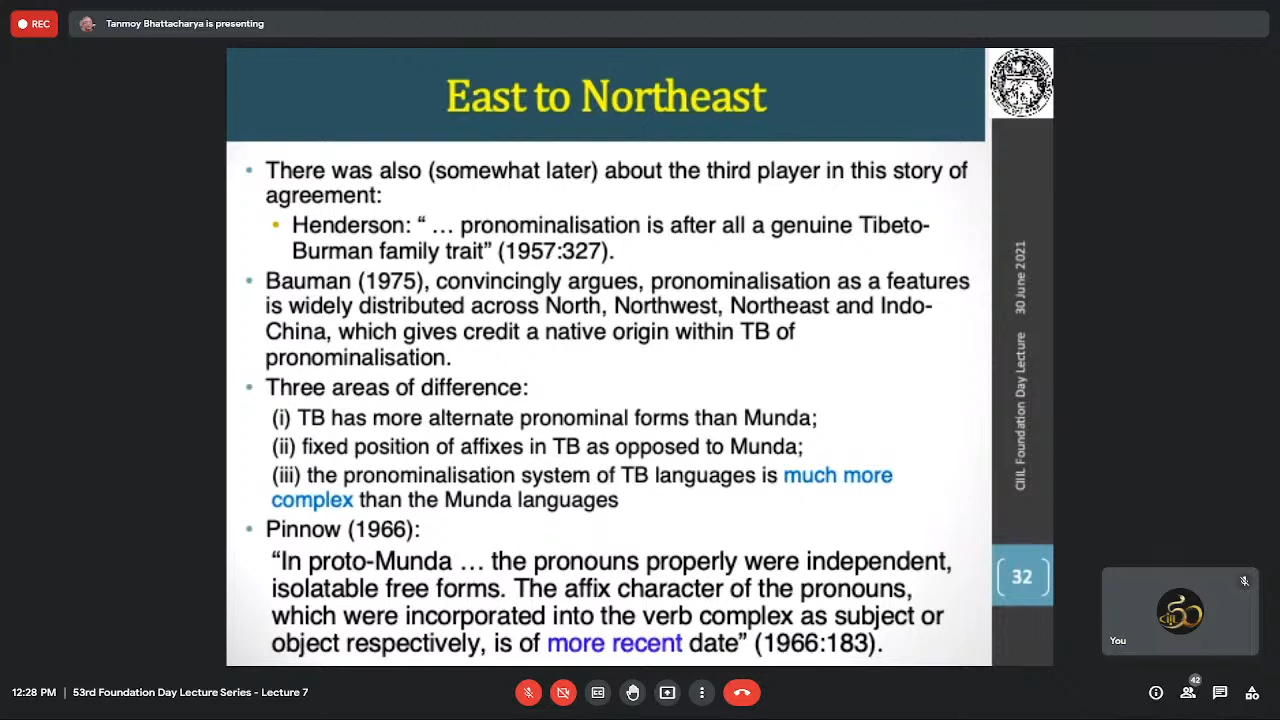 REC
Tanmoy Bhattacharya is presenting
East to Northeast
• There was also (somewhat later) about the third player in this story of
agreement:
• Henderson: “ … pronominalisation is after all a genuine Tibeto-
Burman family trait” (1957:327).
• Bauman (1975), convincingly argues, pronominalisation as a features
is widely distributed across North, Northwest, Northeast and Indo-
China, which gives credit a native origin within TB of
pronominalisation.
• Three areas of difference:
(i) TB has more alternate pronominal forms than Munda;
(ii) fixed position of affixes in TB as opposed to Munda;
(iii) the pronominalisation system of TB languages is much more
complex than the Munda languages
• Pinnow (1966):
“In proto-Munda … the pronouns properly were independent,
isolatable free forms. The affix character of the pronouns,
which were incorporated into the verb complex as subject or
object respectively, is of more recent date” (1966:183).
CIIL Foundation Day Lecture 30 June 2021
32
You
12:28 PM | 53rd Foundation Day Lecture Series - Lecture 7
42